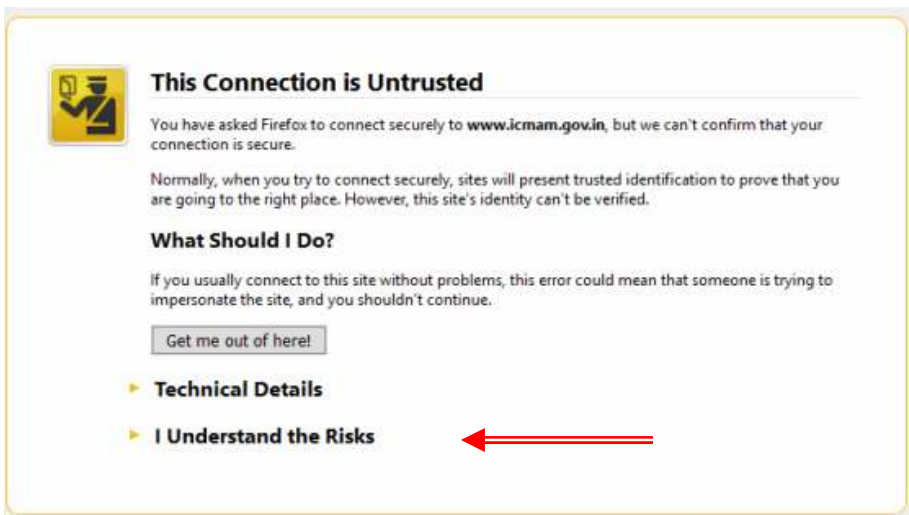 This Connection is Untrusted
You have asked Firefox to connect securely to www.icmam.gov.in, but we can't confirm that your
connection is secure.
Normally, when you try to connect securely, sites will present trusted identification to prove that you
are going to the right place. However, this site's identity can't be verified.
What Should I Do?
If you usually connect to this site without problems, this error could mean that someone is trying to
impersonate the site, and you shouldn't continue.
Get me out of here!
Technical Details
I Understand the Risks